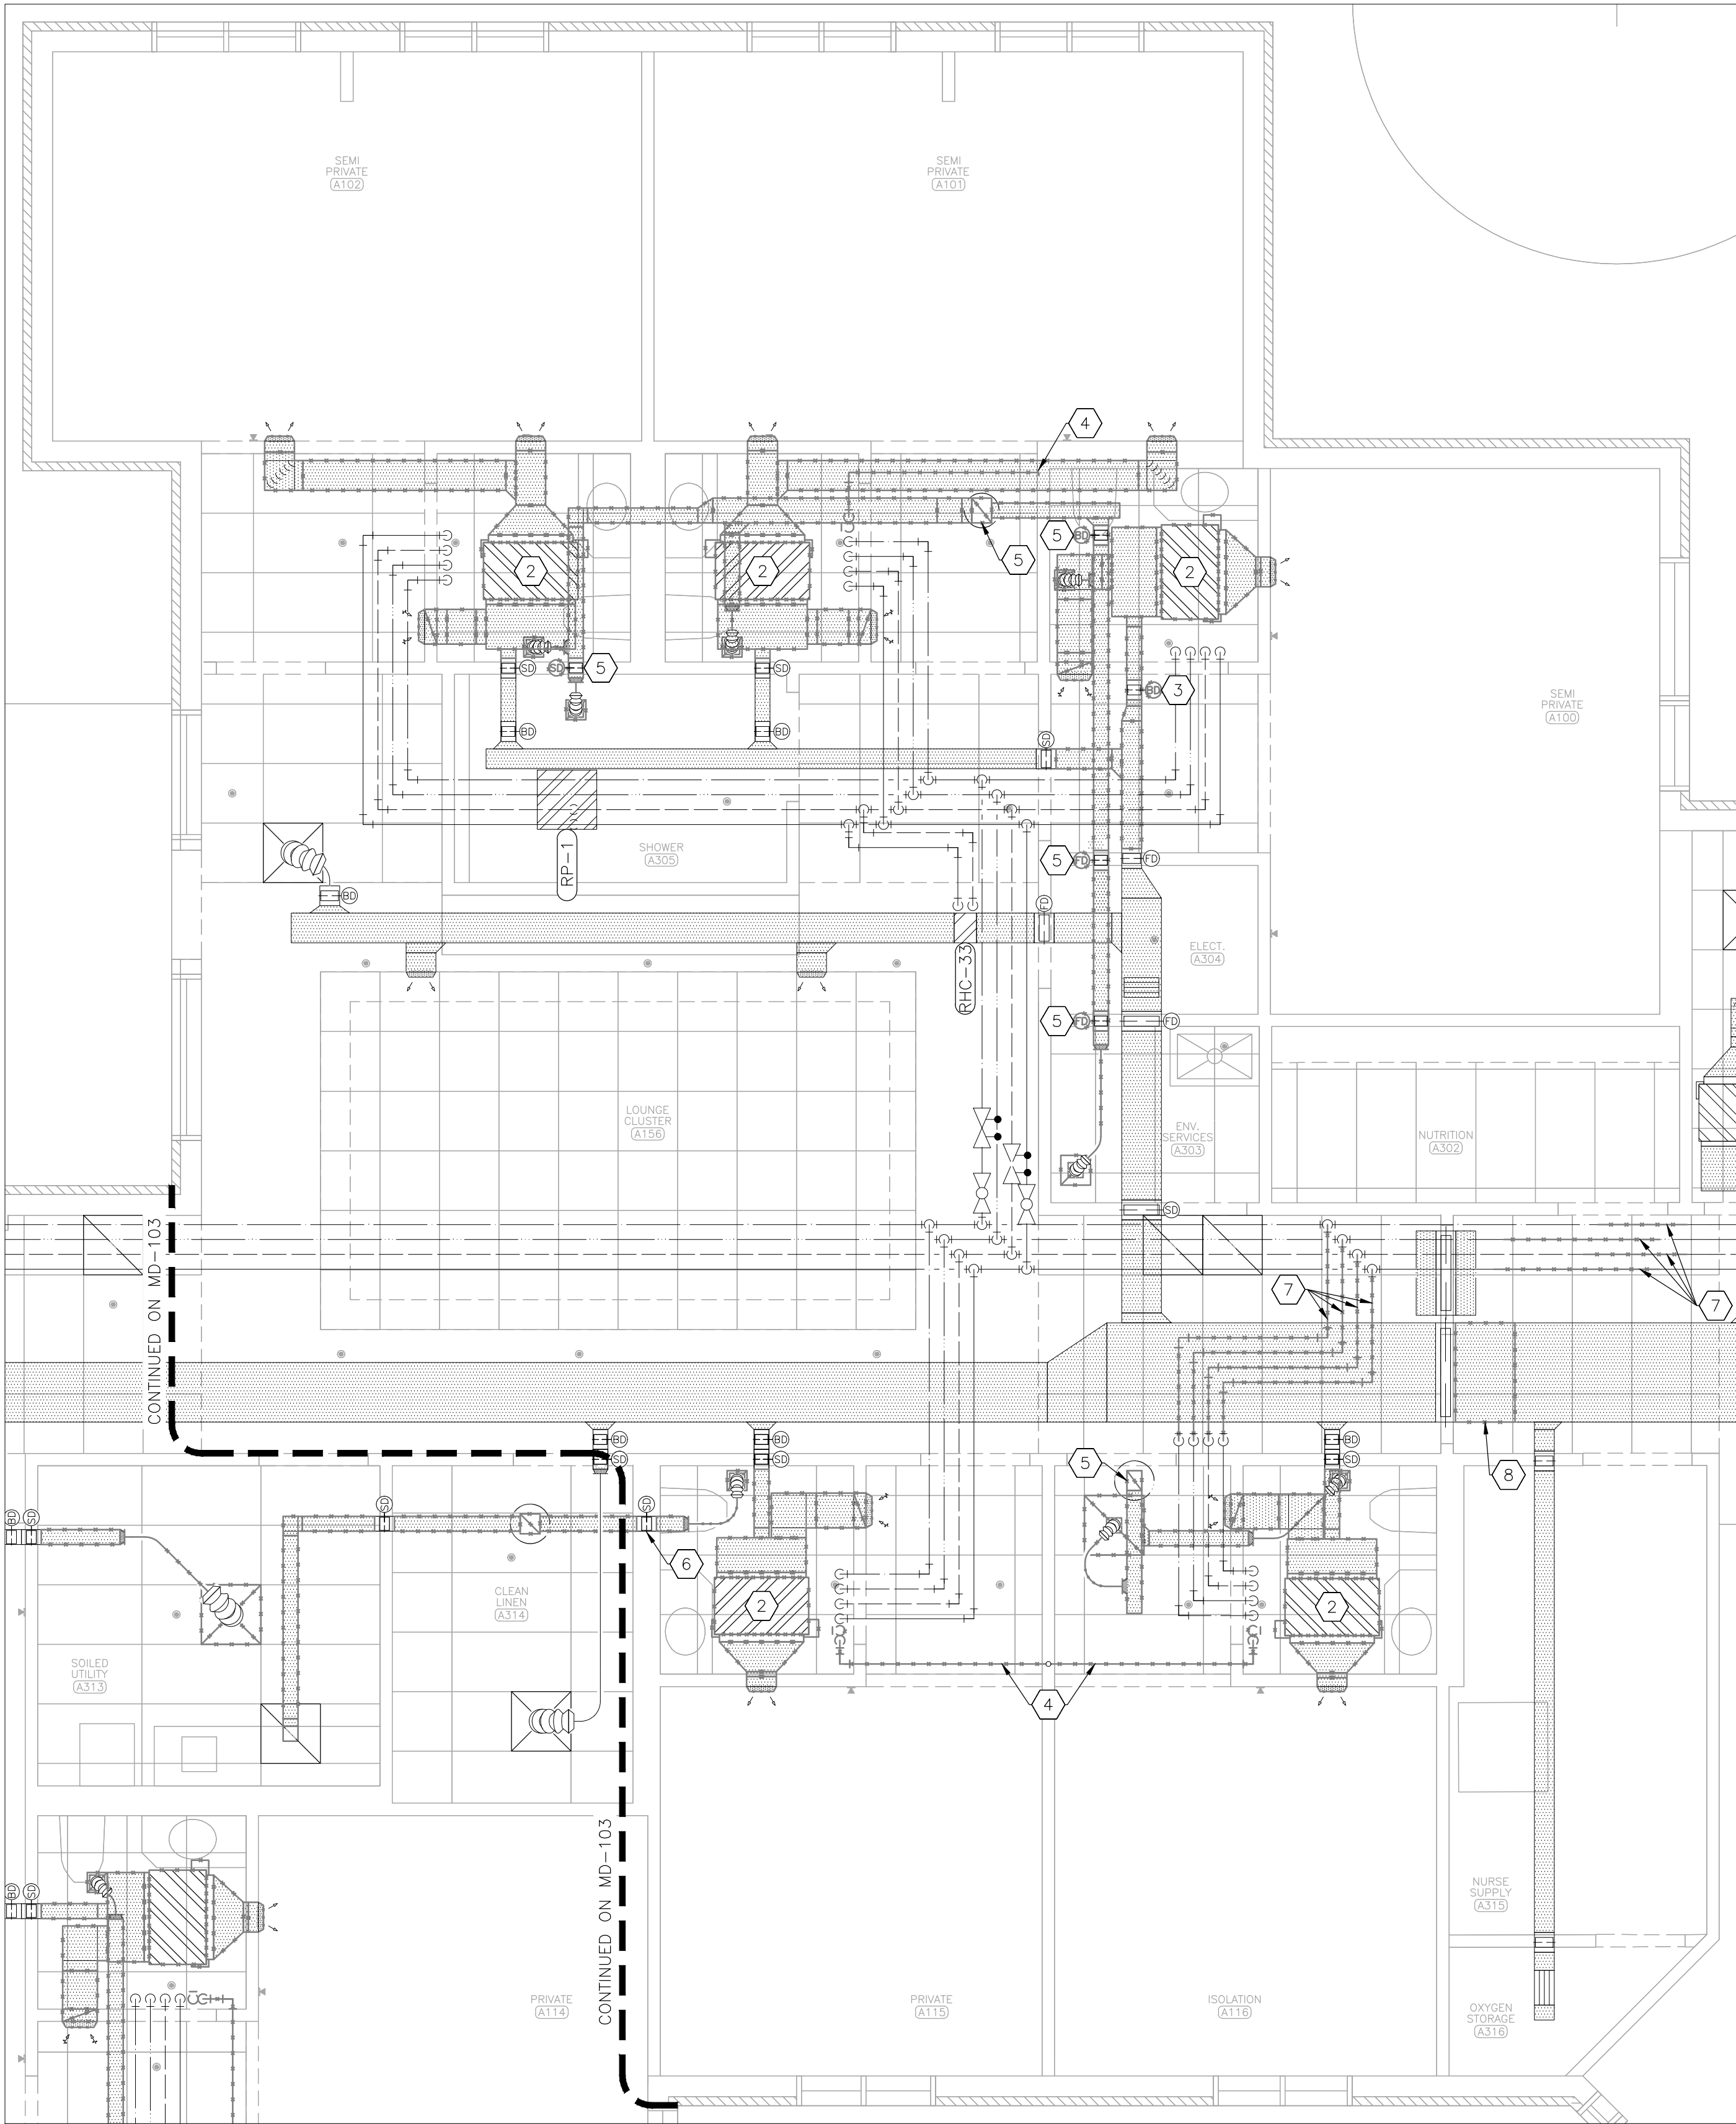 SEMI
PRIVATE
A102
SEMI
PRIVATE
A101
4
5
5
BD
2
2
2
SD
SD
5
SD
BD
3
SEMI
PRIVATE
A100
BD
BD
SD
SHOWER
A305
RP-1
5
FD
FD
BD
FD
RHC-33
ELECT.
A304
5
FD
FD
LOUNGE
CLUSTER
A156
ENV.
SERVICES
A303
NUTRITION
A302
SD
CONTINUED ON MD-103
7
7
BD
SD
BD
BD
SD
5
8
BD
SD
SD
SD
6
CLEAN
LINEN
A314
2
2
SOILED
UTILITY
A313
4
CONTINUED ON MD-103
BD
SD
NURSE
SUPPLY
A315
PRIVATE
A114
PRIVATE
A115
ISOLATION
A116
OXYGEN
STORAGE
A316